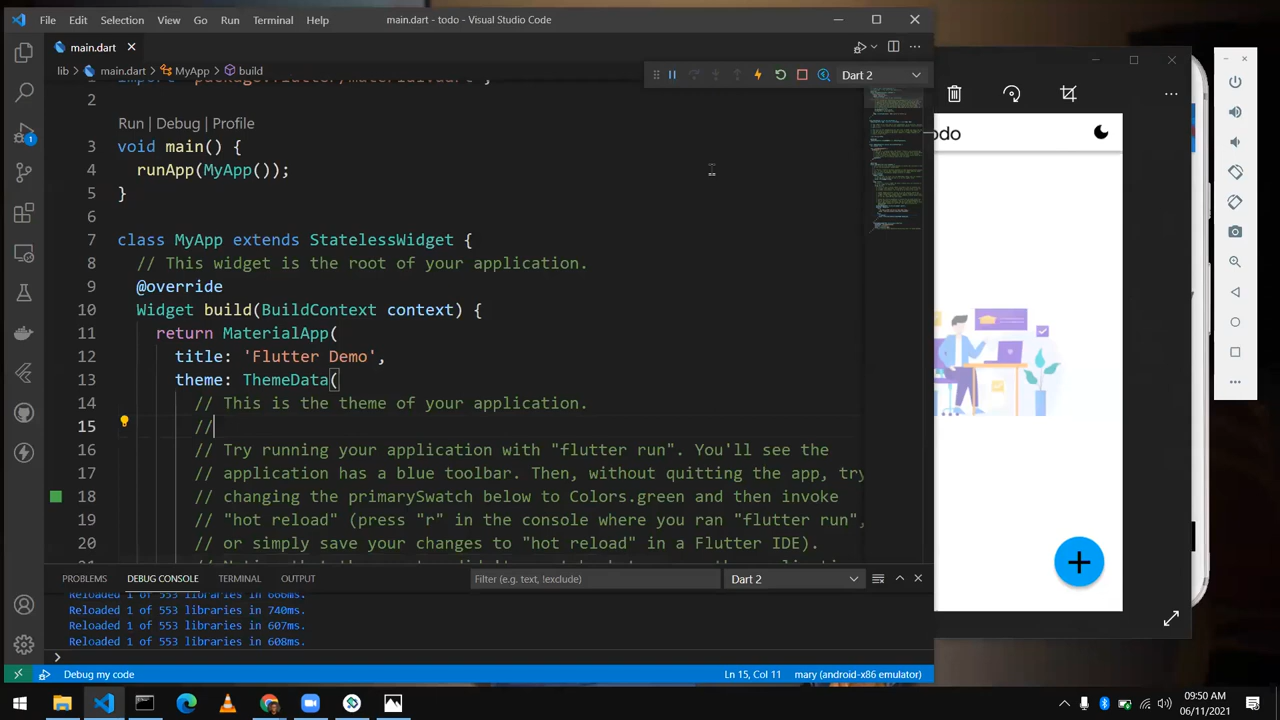 File Edit Selection View Go Run Terminal Help main.dart - todo - Visual Studio Code
main.dart
lib > main.dart > MyApp > build
Dart 2
2
Run | Debug | Profile
3 void main() {
4 runApp(MyApp());
5 }
6
7 class MyApp extends StatelessWidget {
8 // This widget is the root of your application.
9 @override
10 Widget build(BuildContext context) {
11 return MaterialApp(
12 title: 'Flutter Demo',
13 theme: ThemeData(
14 // This is the theme of your application.
15 //
16 // Try running your application with "flutter run". You'll see the
17 // application has a blue toolbar. Then, without quitting the app, try
18 // changing the primarySwatch below to Colors.green and then invoke
19 // "hot reload" (press "r" in the console where you ran "flutter run",
20 // or simply save your changes to "hot reload" in a Flutter IDE).
PROBLEMS DEBUG CONSOLE TERMINAL OUTPUT Filter (e.g. text, !exclude) Dart 2
Reloaded 1 of 553 libraries in 606ms.
Reloaded 1 of 553 libraries in 740ms.
Reloaded 1 of 553 libraries in 607ms.
Reloaded 1 of 553 libraries in 608ms.
>
Debug my code Ln 15, Col 11 mary (android-x86 emulator)
odo
09:50 AM
06/11/2021